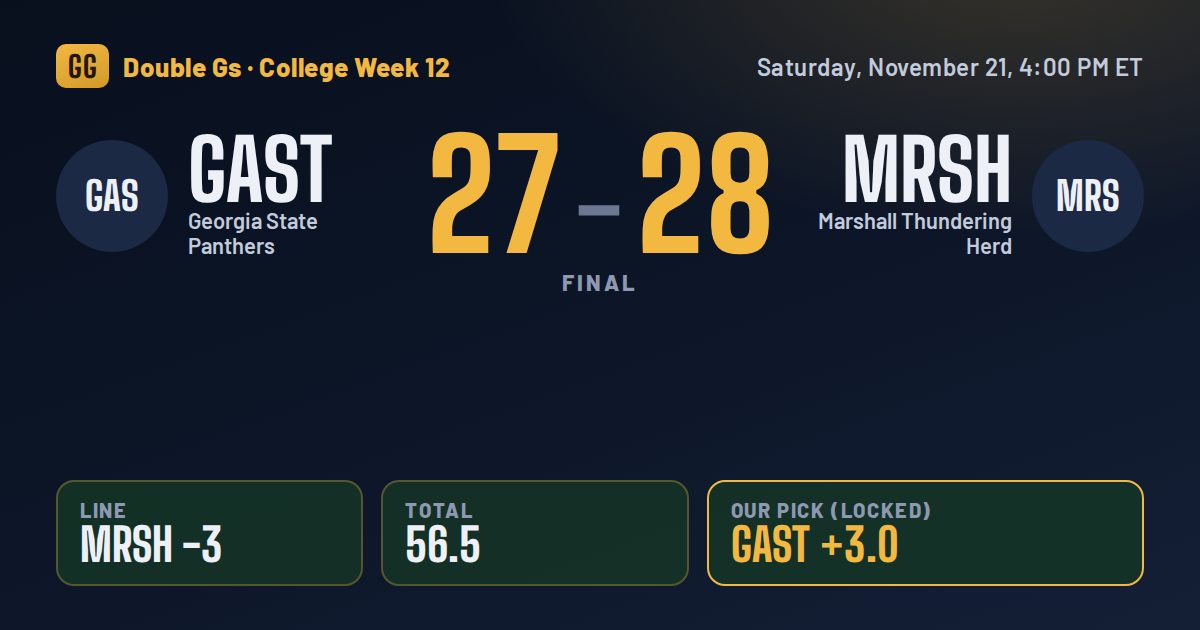 GG
Double Gs · College Week 12
Saturday, November 21, 4:00 PM ET
GAS
GAST
Georgia State
Panthers
27 – 28
FINAL
MRSH
Marshall Thundering
Herd
MRS
LINE
MRSH −3
TOTAL
56.5
OUR PICK (LOCKED)
GAST +3.0